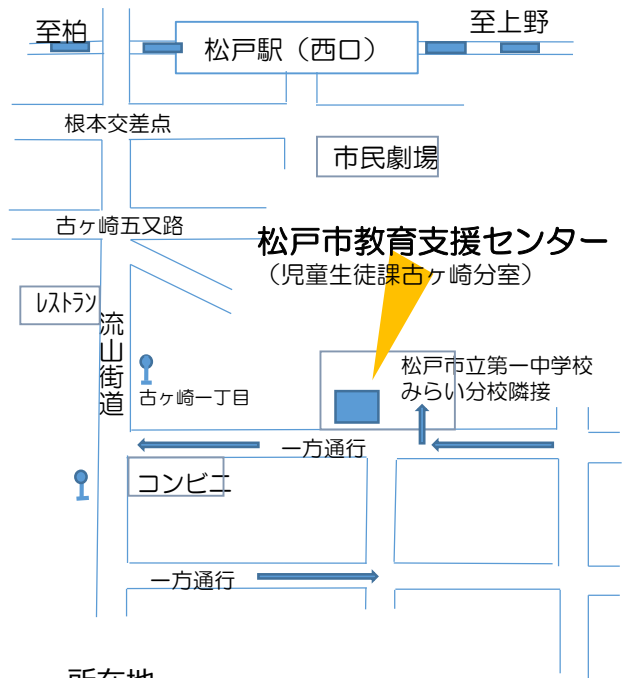 至柏
松戸駅（西口）
至上野
根本交差点
市民劇場
古ヶ崎五又路
松戸市教育支援センター
（児童生徒課古ヶ崎分室）
レストラン
流山街道
松戸市立第一中学校
みらい分校隣接
古ヶ崎一丁目
一方通行
コンビニ
一方通行
所在地